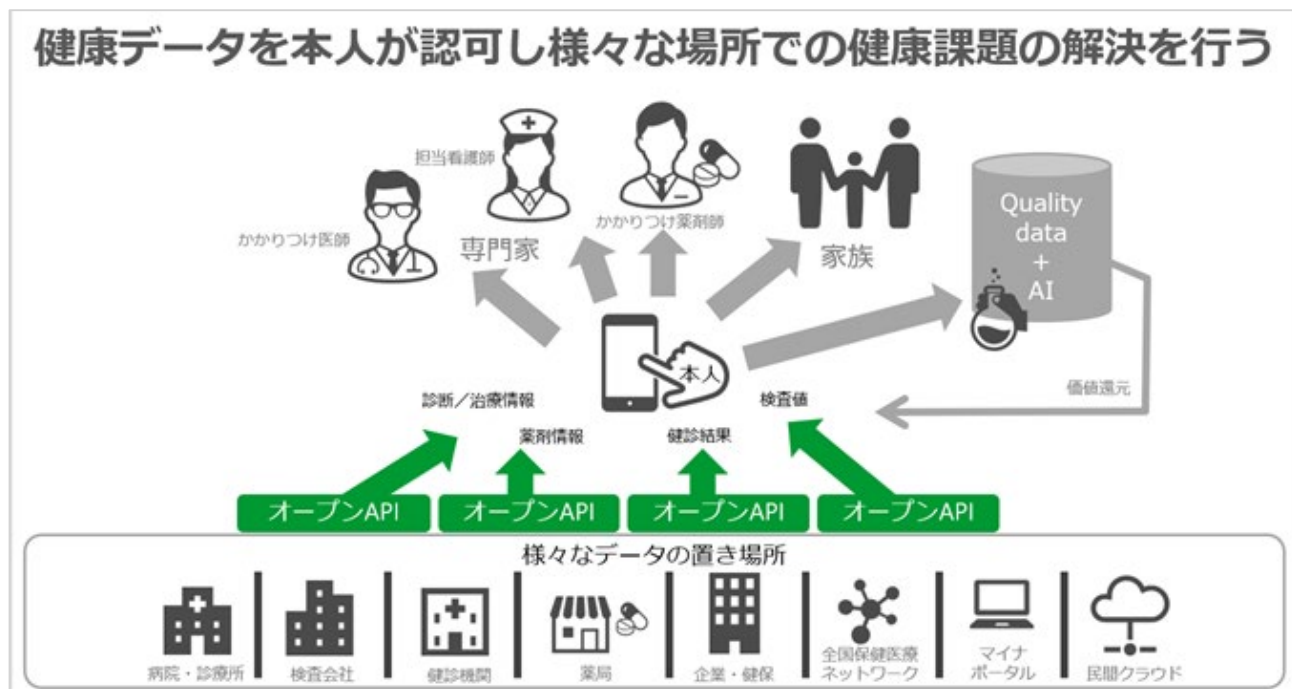 健康データを本人が認可し様々な場所での健康課題の解決を行う
担当看護師
かかりつけ医師
専門家
かかりつけ薬剤師
家族
Quality
data
+
AI
本人
価値還元
診断／治療情報
検査値
薬剤情報
健診結果
オープンAPI
オープンAPI
オープンAPI
オープンAPI
様々なデータの置き場所
病院・診療所
検査会社
健診機関
薬局
企業・健保
全国保健医療
ネットワーク
マイナ
ポータル
民間クラウド